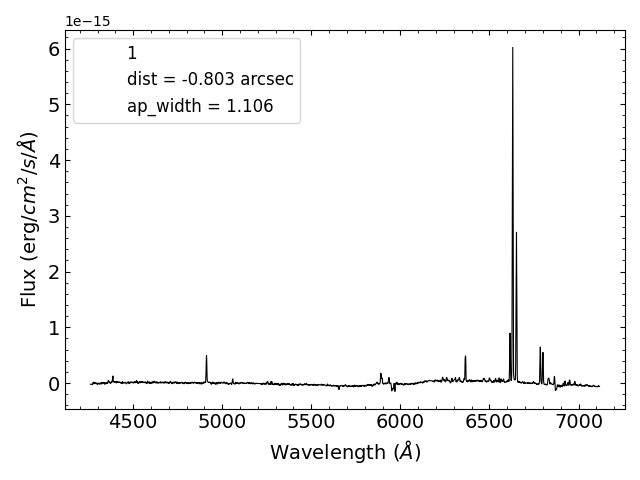 1e−15
1
dist = -0.803 arcsec
ap_width = 1.106
Flux (erg/cm²/s/Å)
6
5
4
3
2
1
0
4500 5000 5500 6000 6500 7000
Wavelength (Å)